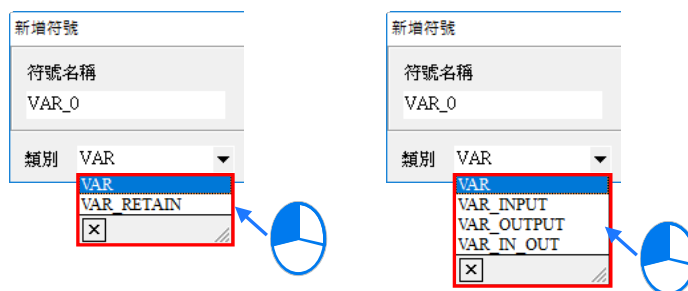 新增符號
符號名稱
VAR_0
類別 VAR
VAR
VAR_RETAIN
新增符號
符號名稱
VAR_0
類別 VAR
VAR
VAR_INPUT
VAR_OUTPUT
VAR_IN_OUT